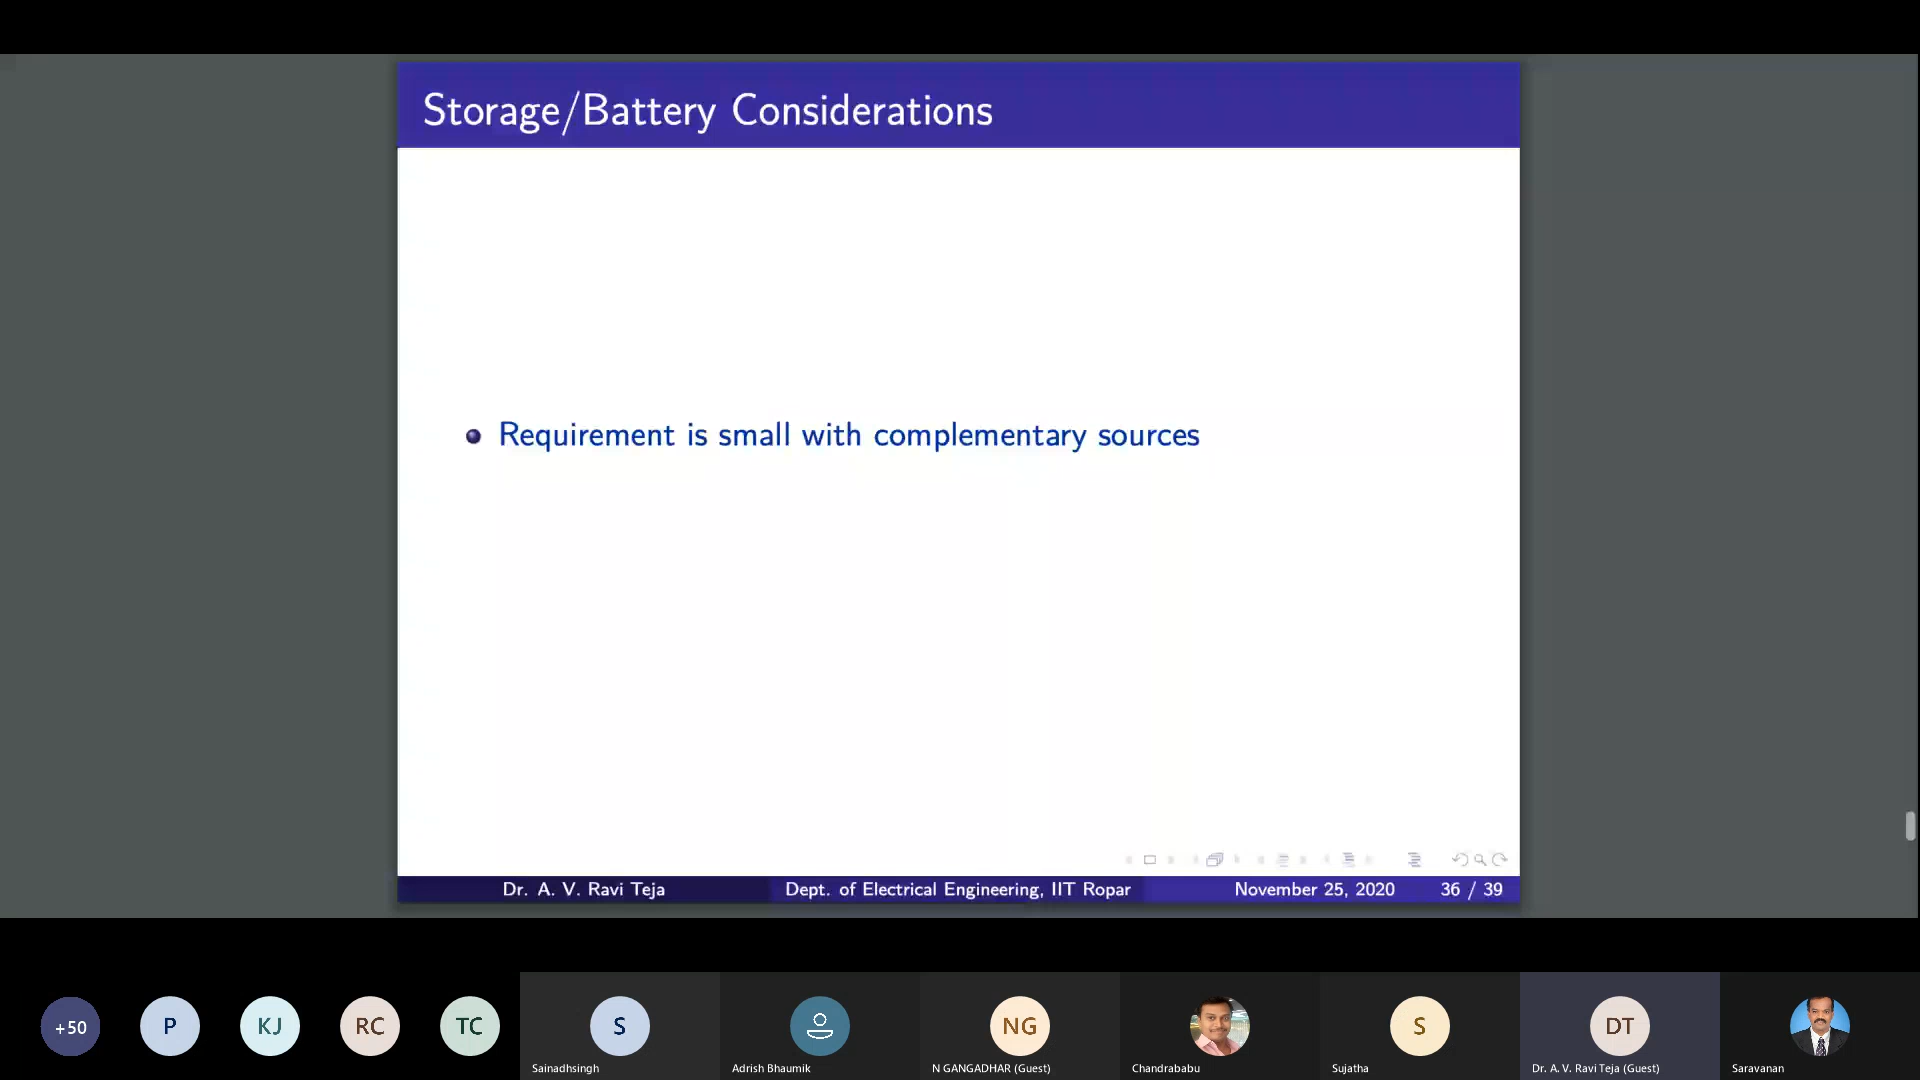 Storage/Battery Considerations
Requirement is small with complementary sources
Dr. A. V. Ravi Teja Dept. of Electrical Engineering, IIT Ropar November 25, 2020 36 / 39
+50 P KJ RC TC S NG S DT
Sainadhsingh Adrish Bhaumik N GANGADHAR (Guest) Chandrababu Sujatha Dr. A. V. Ravi Teja (Guest) Saravanan